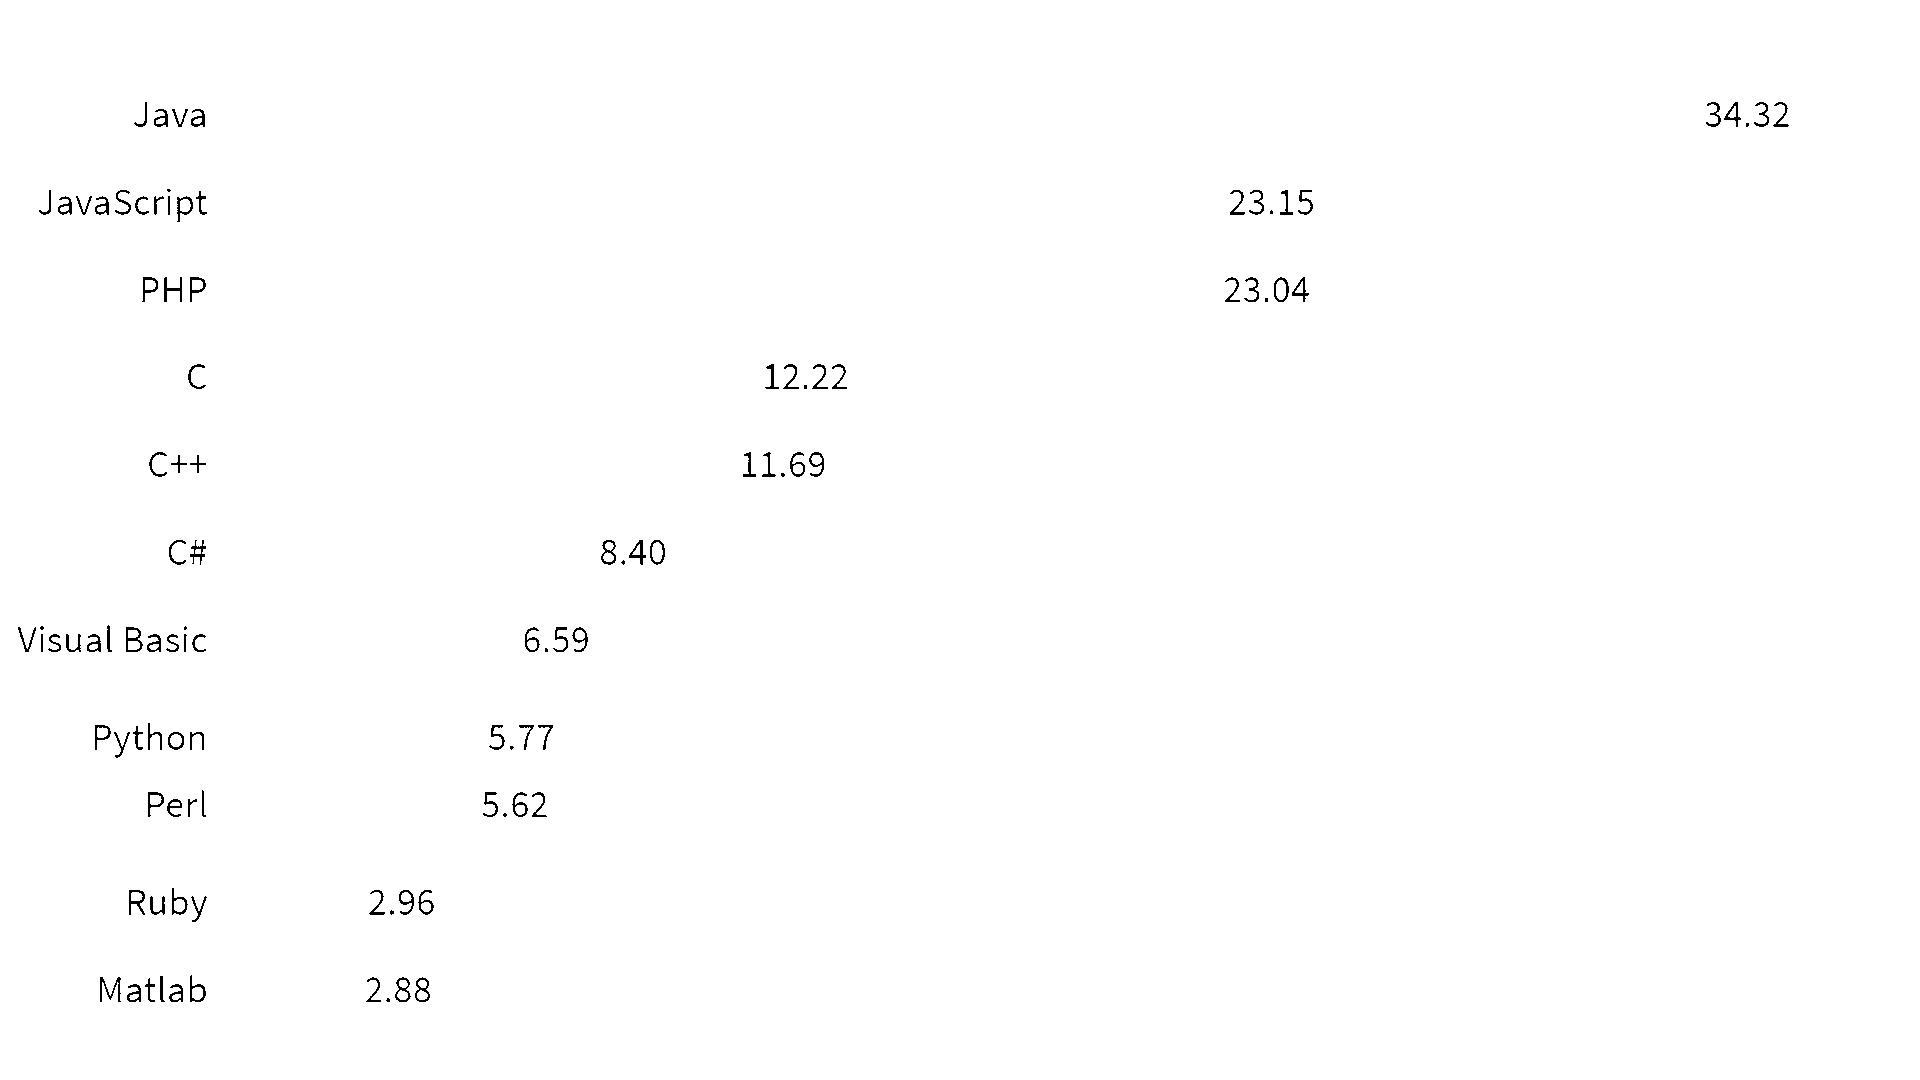 Java 34.32
JavaScript 23.15
PHP 23.04
C 12.22
C++ 11.69
C# 8.40
Visual Basic 6.59
Python 5.77
Perl 5.62
Ruby 2.96
Matlab 2.88